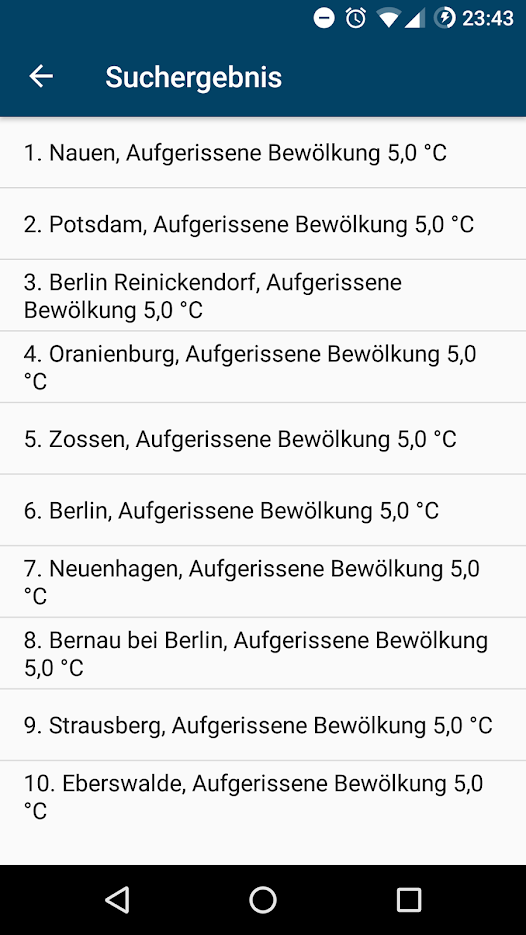 23:43
Suchergebnis
1. Nauen, Aufgerissene Bewölkung 5,0 °C
2. Potsdam, Aufgerissene Bewölkung 5,0 °C
3. Berlin Reinickendorf, Aufgerissene
Bewölkung 5,0 °C
4. Oranienburg, Aufgerissene Bewölkung 5,0
°C
5. Zossen, Aufgerissene Bewölkung 5,0 °C
6. Berlin, Aufgerissene Bewölkung 5,0 °C
7. Neuenhagen, Aufgerissene Bewölkung 5,0
°C
8. Bernau bei Berlin, Aufgerissene Bewölkung
5,0 °C
9. Strausberg, Aufgerissene Bewölkung 5,0 °C
10. Eberswalde, Aufgerissene Bewölkung 5,0
°C